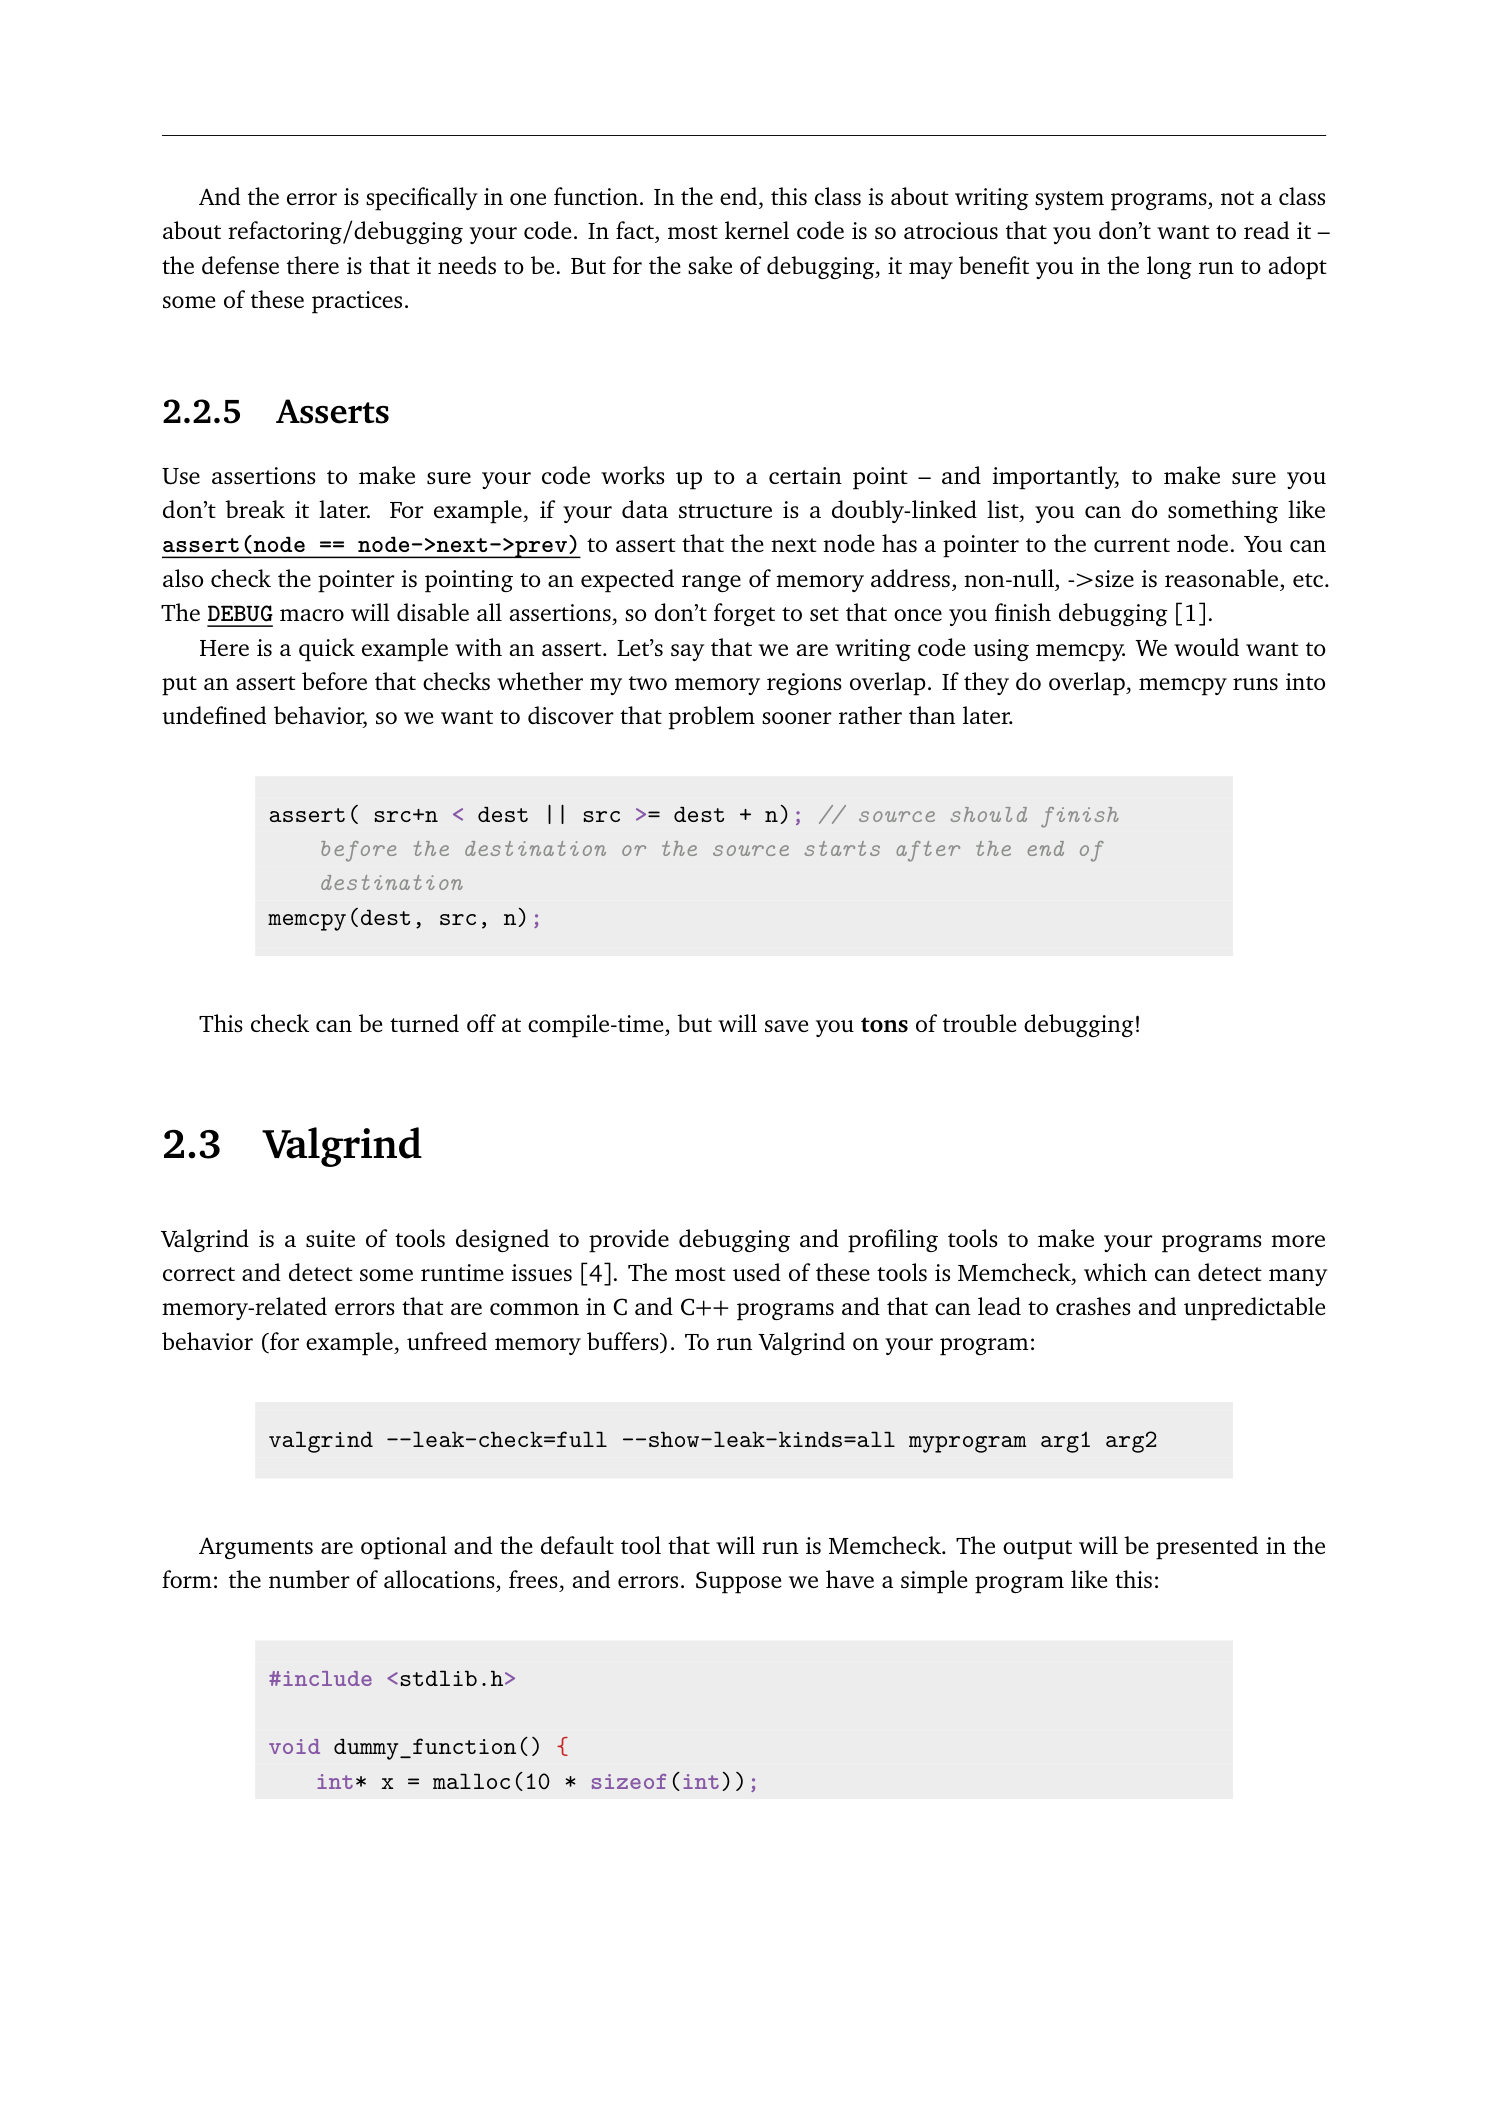 And the error is specifically in one function. In the end, this class is about writing system programs, not a class
about refactoring/debugging your code. In fact, most kernel code is so atrocious that you don't want to read it –
the defense there is that it needs to be. But for the sake of debugging, it may benefit you in the long run to adopt
some of these practices.
2.2.5 Asserts
Use assertions to make sure your code works up to a certain point – and importantly, to make sure you
don't break it later. For example, if your data structure is a doubly-linked list, you can do something like
assert(node == node->next->prev) to assert that the next node has a pointer to the current node. You can
also check the pointer is pointing to an expected range of memory address, non-null, ->size is reasonable, etc.
The DEBUG macro will disable all assertions, so don't forget to set that once you finish debugging [1].
Here is a quick example with an assert. Let's say that we are writing code using memcpy. We would want to
put an assert before that checks whether my two memory regions overlap. If they do overlap, memcpy runs into
undefined behavior, so we want to discover that problem sooner rather than later.
assert( src+n < dest || src >= dest + n); // source should finish
before the destination or the source starts after the end of
destination
memcpy(dest, src, n);
This check can be turned off at compile-time, but will save you tons of trouble debugging!
2.3 Valgrind
Valgrind is a suite of tools designed to provide debugging and profiling tools to make your programs more
correct and detect some runtime issues [4]. The most used of these tools is Memcheck, which can detect many
memory-related errors that are common in C and C++ programs and that can lead to crashes and unpredictable
behavior (for example, unfreed memory buffers). To run Valgrind on your program:
valgrind --leak-check=full --show-leak-kinds=all myprogram arg1 arg2
Arguments are optional and the default tool that will run is Memcheck. The output will be presented in the
form: the number of allocations, frees, and errors. Suppose we have a simple program like this:
#include <stdlib.h>
void dummy_function() {
int* x = malloc(10 * sizeof(int));